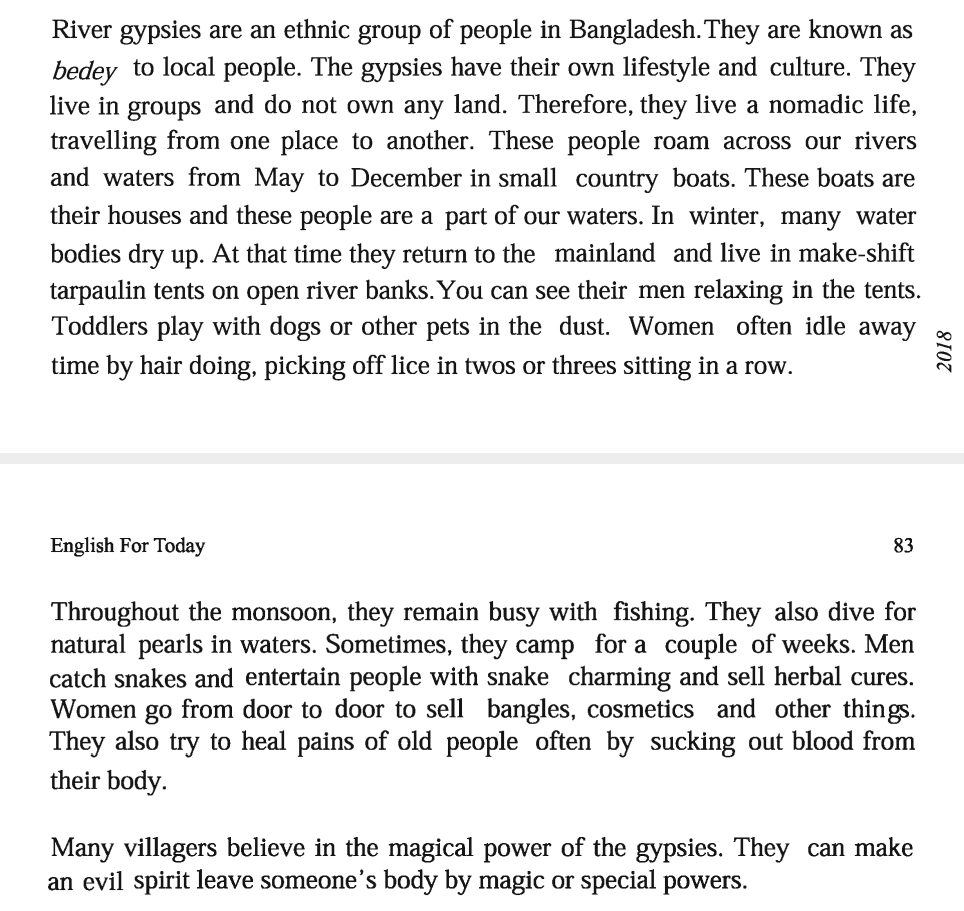 River gypsies are an ethnic group of people in Bangladesh.They are known as
bedey to local people. The gypsies have their own lifestyle and culture. They
live in groups and do not own any land. Therefore, they live a nomadic life,
travelling from one place to another. These people roam across our rivers
and waters from May to December in small country boats. These boats are
their houses and these people are a part of our waters. In winter, many water
bodies dry up. At that time they return to the mainland and live in make-shift
tarpaulin tents on open river banks.You can see their men relaxing in the tents.
Toddlers play with dogs or other pets in the dust. Women often idle away
time by hair doing, picking off lice in twos or threes sitting in a row.
2018
English For Today 83
Throughout the monsoon, they remain busy with fishing. They also dive for
natural pearls in waters. Sometimes, they camp for a couple of weeks. Men
catch snakes and entertain people with snake charming and sell herbal cures.
Women go from door to door to sell bangles, cosmetics and other things.
They also try to heal pains of old people often by sucking out blood from
their body.
Many villagers believe in the magical power of the gypsies. They can make
an evil spirit leave someone's body by magic or special powers.